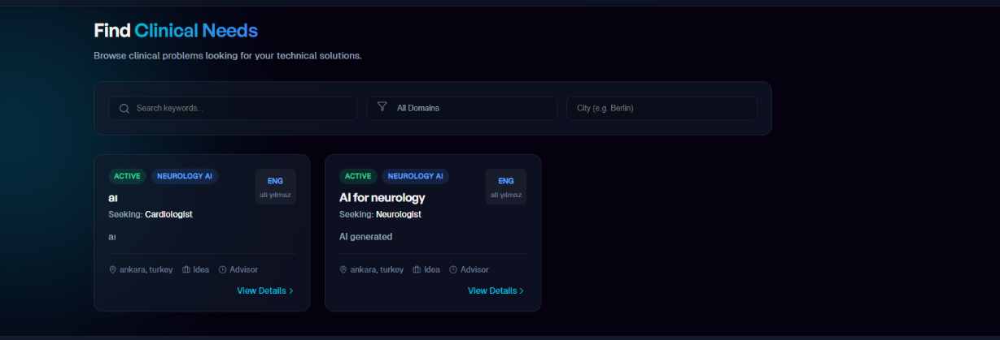 Find Clinical Needs
Browse clinical problems looking for your technical solutions.
Search keywords...
All Domains
City (e.g. Berlin)
ACTIVE
NEUROLOGY AI
ENG
ali yılmaz
aı
Seeking: Cardiologist
aı
ankara, turkey
Idea
Advisor
View Details
ACTIVE
NEUROLOGY AI
ENG
ali yılmaz
AI for neurology
Seeking: Neurologist
AI generated
ankara, turkey
Idea
Advisor
View Details